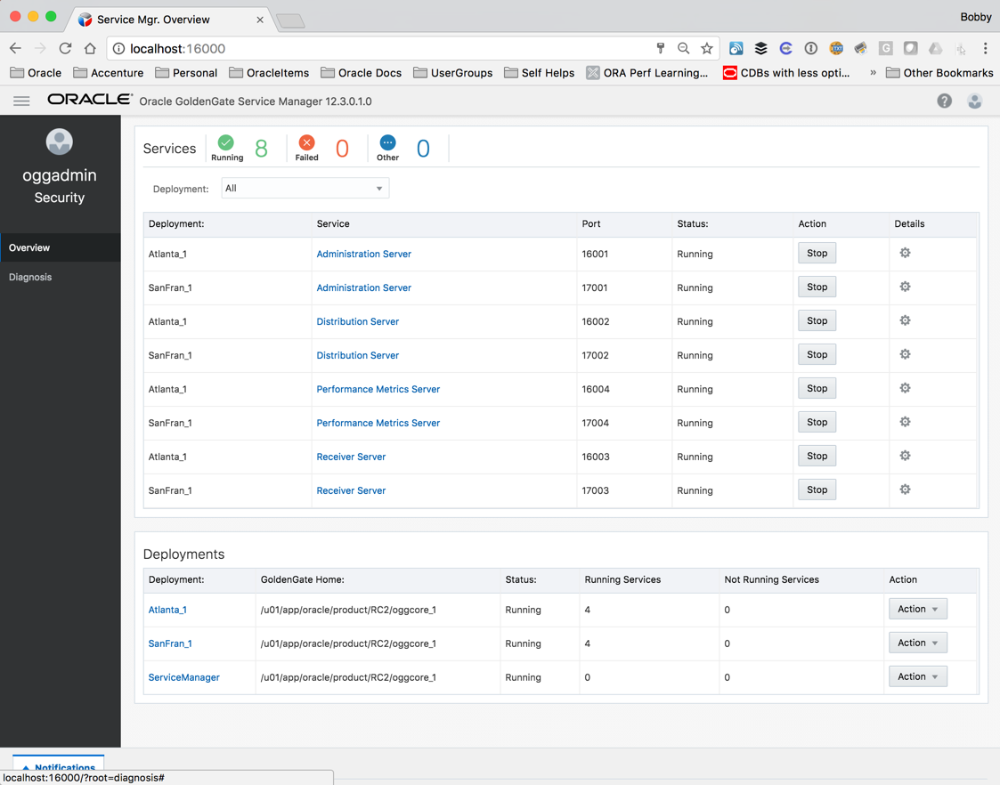 Service Mgr. Overview
Bobby
localhost:16000
Oracle Accenture Personal OracleItems Oracle Docs UserGroups Self Helps ORA Perf Learning... CDBs with less opti... » Other Bookmarks
ORACLE Oracle GoldenGate Service Manager 12.3.0.1.0
oggadmin
Security
Overview
Diagnosis
Services Running 8 Failed 0 Other 0
Deployment: All
Deployment: Service Port Status: Action Details
Atlanta_1 Administration Server 16001 Running Stop
SanFran_1 Administration Server 17001 Running Stop
Atlanta_1 Distribution Server 16002 Running Stop
SanFran_1 Distribution Server 17002 Running Stop
Atlanta_1 Performance Metrics Server 16004 Running Stop
SanFran_1 Performance Metrics Server 17004 Running Stop
Atlanta_1 Receiver Server 16003 Running Stop
SanFran_1 Receiver Server 17003 Running Stop
Deployments
Deployment: GoldenGate Home: Status: Running Services Not Running Services Action
Atlanta_1 /u01/app/oracle/product/RC2/oggcore_1 Running 4 0 Action
SanFran_1 /u01/app/oracle/product/RC2/oggcore_1 Running 4 0 Action
ServiceManager /u01/app/oracle/product/RC2/oggcore_1 Running 0 0 Action
Notifications
localhost:16000/?root=diagnosis#